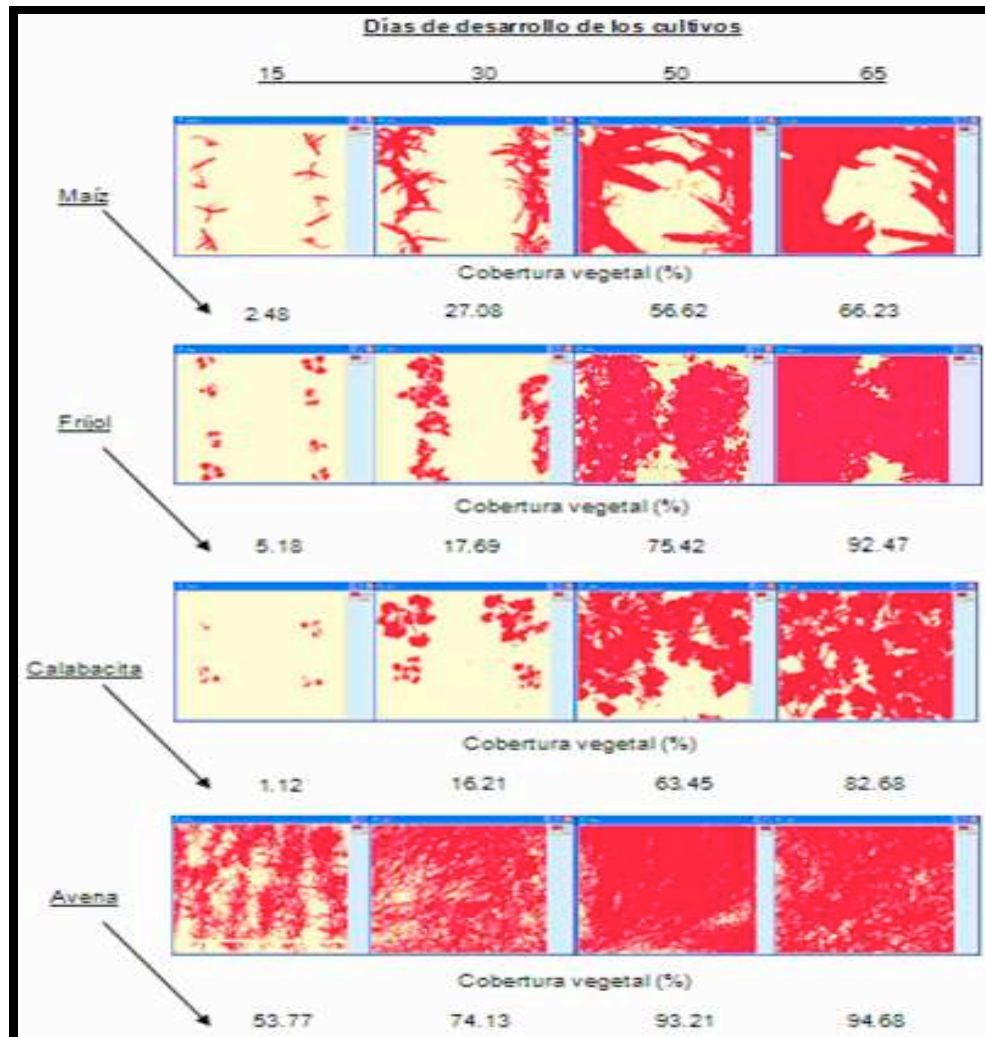 Días de desarrollo de los cultivos
15 30 50 65
Maíz
Cobertura vegetal (%)
2.48 27.08 56.62 66.23
Fríjol
Cobertura vegetal (%)
5.18 17.69 75.42 92.47
Calabacita
Cobertura vegetal (%)
1.12 16.21 63.45 82.68
Avena
Cobertura vegetal (%)
53.77 74.13 93.21 94.68